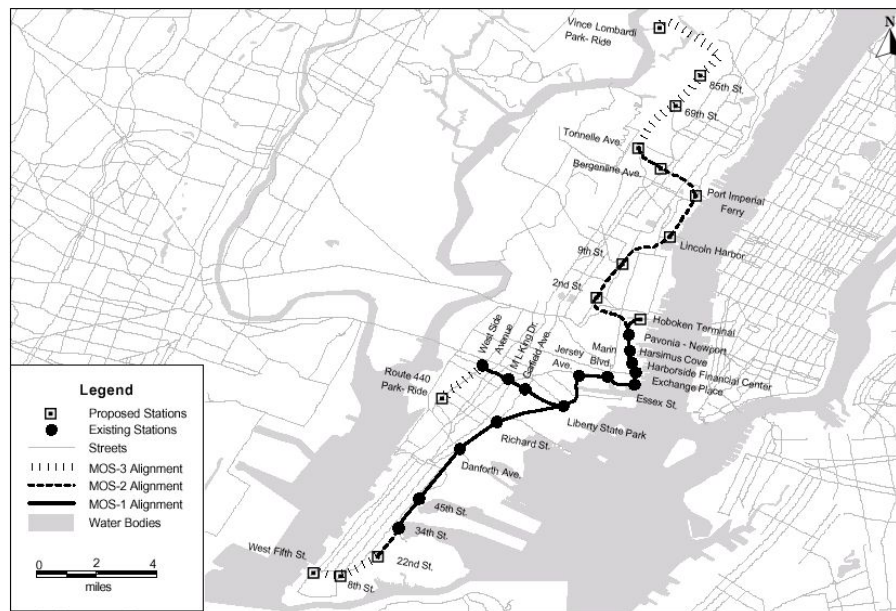 N
Vince Lombardi
Park- Ride
85th St.
69th St.
Tonnelle Ave.
Bergenline Ave.
Port Imperial
Ferry
Lincoln Harbor
9th St.
2nd St.
Hoboken Terminal
Pavonia - Newport
Harsimus Cove
Harborside Financial Center
Exchange Place
Essex St.
Marin
Blvd.
Jersey
Ave.
West Side
Avenue
M L King Dr.
Garfield Ave.
Route 440
Park- Ride
Liberty State Park
Richard St.
Danforth Ave.
45th St.
34th St.
22nd St.
8th St.
West Fifth St.
Legend
Proposed Stations
Existing Stations
Streets
MOS-3 Alignment
MOS-2 Alignment
MOS-1 Alignment
Water Bodies
0 2 4
miles